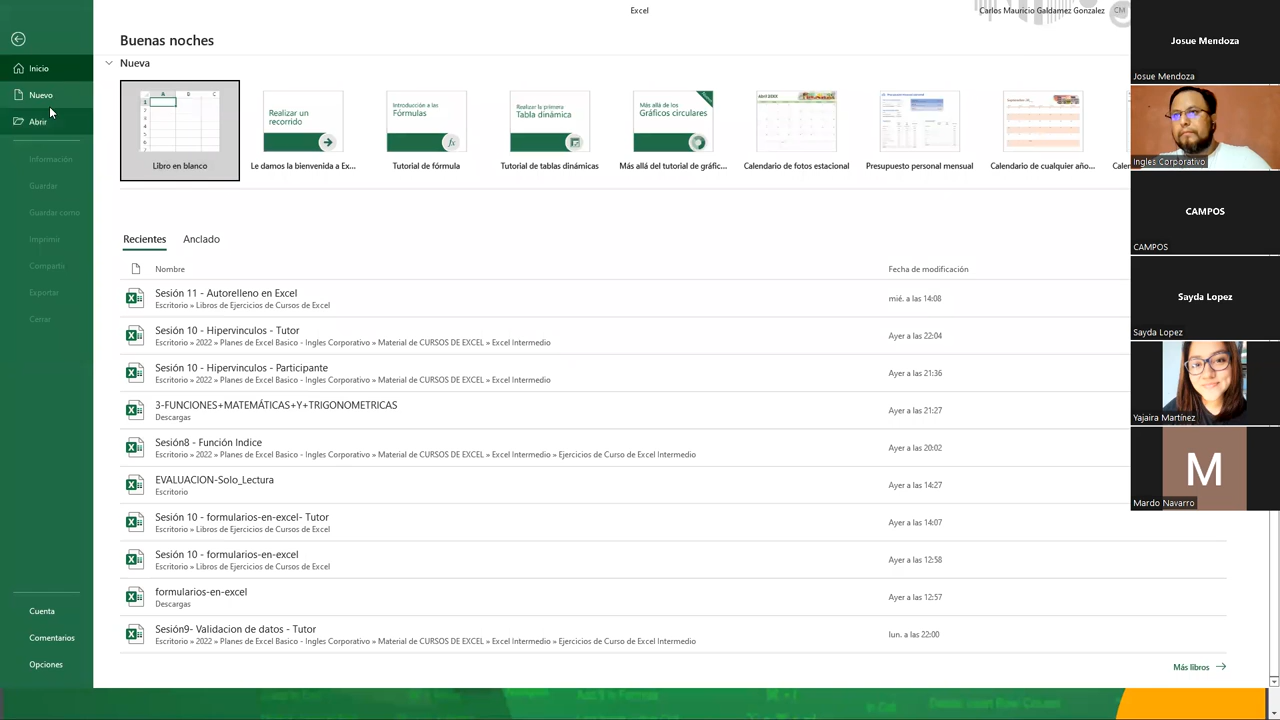 Excel
Carlos Mauricio Galdamez Gonzalez
CM
Buenas noches
Inicio
Nuevo
Abrir
Información
Guardar
Guardar como
Imprimir
Compartir
Exportar
Cerrar
Cuenta
Comentarios
Opciones
Nueva
A B C
Realizar un
recorrido
Introducción a las
Fórmulas
fx
Realizar la primera
Tabla dinámica
Más allá de los
Gráficos circulares
Libro en blanco
Le damos la bienvenida a Ex...
Tutorial de fórmula
Tutorial de tablas dinámicas
Más allá del tutorial de gráfic...
Calendario de fotos estacional
Presupuesto personal mensual
Calendario de cualquier año...
Recientes Anclado
Nombre Fecha de modificación
Sesión 11 - Autorelleno en Excel
Escritorio » Libros de Ejercicios de Cursos de Excel
mié. a las 14:08
Sesión 10 - Hipervinculos - Tutor
Escritorio » 2022 » Planes de Excel Basico - Ingles Corporativo » Material de CURSOS DE EXCEL » Excel Intermedio
Ayer a las 22:04
Sesión 10 - Hipervinculos - Participante
Escritorio » 2022 » Planes de Excel Basico - Ingles Corporativo » Material de CURSOS DE EXCEL » Excel Intermedio
Ayer a las 21:36
3-FUNCIONES+MATEMÁTICAS+Y+TRIGONOMETRICAS
Descargas
Ayer a las 21:27
Sesión8 - Función Indice
Escritorio » 2022 » Planes de Excel Basico - Ingles Corporativo » Material de CURSOS DE EXCEL » Excel Intermedio » Ejercicios de Curso de Excel Intermedio
Ayer a las 20:02
EVALUACION-Solo_Lectura
Escritorio
Ayer a las 14:27
Sesión 10 - formularios-en-excel- Tutor
Escritorio » Libros de Ejercicios de Cursos de Excel
Ayer a las 14:07
Sesión 10 - formularios-en-excel
Escritorio » Libros de Ejercicios de Cursos de Excel
Ayer a las 12:58
formularios-en-excel
Descargas
Ayer a las 12:57
Sesión9- Validacion de datos - Tutor
Escritorio » 2022 » Planes de Excel Basico - Ingles Corporativo » Material de CURSOS DE EXCEL » Excel Intermedio » Ejercicios de Curso de Excel Intermedio
lun. a las 22:00
Más libros
Josue Mendoza
Josue Mendoza
Ingles Corporativo
CAMPOS
CAMPOS
Sayda Lopez
Sayda Lopez
Yajaira Martínez
M
Mardo Navarro